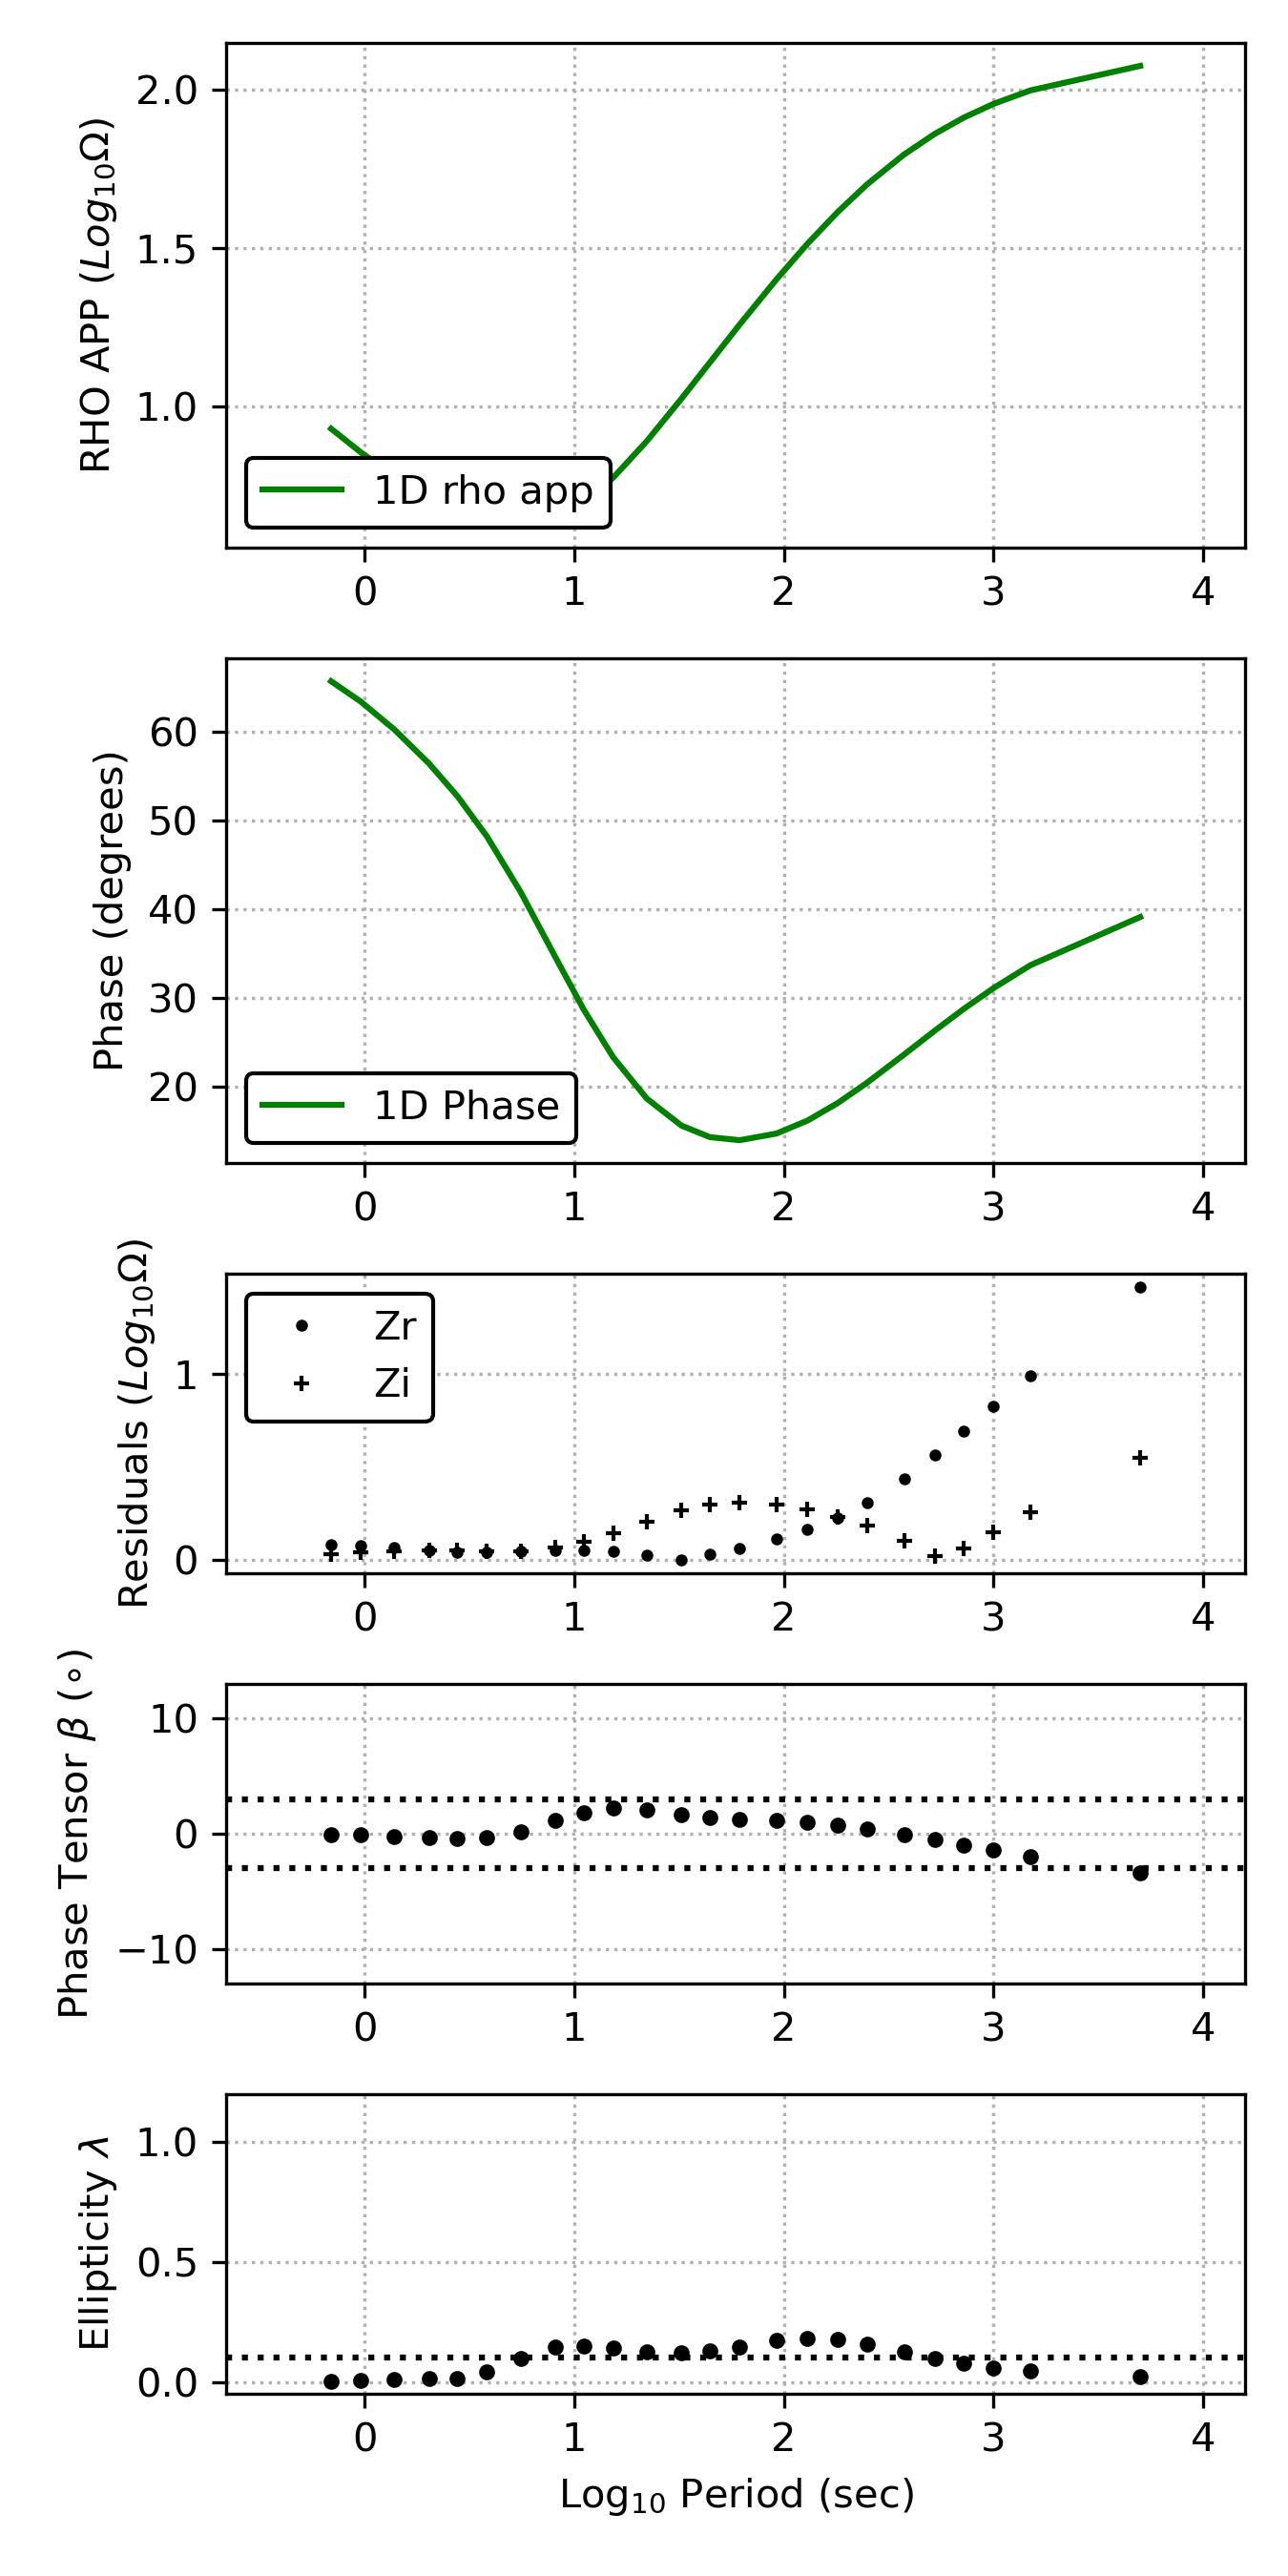 RHO APP (Log₁₀Ω)
2.0
1.5
1.0
1D rho app
0 1 2 3 4
Phase (degrees)
60
50
40
30
20
1D Phase
0 1 2 3 4
Residuals (Log₁₀Ω)
1
0
Zr
Zi
0 1 2 3 4
Phase Tensor β (∘)
10
0
−10
0 1 2 3 4
Ellipticity λ
1.0
0.5
0.0
0 1 2 3 4
Log₁₀ Period (sec)